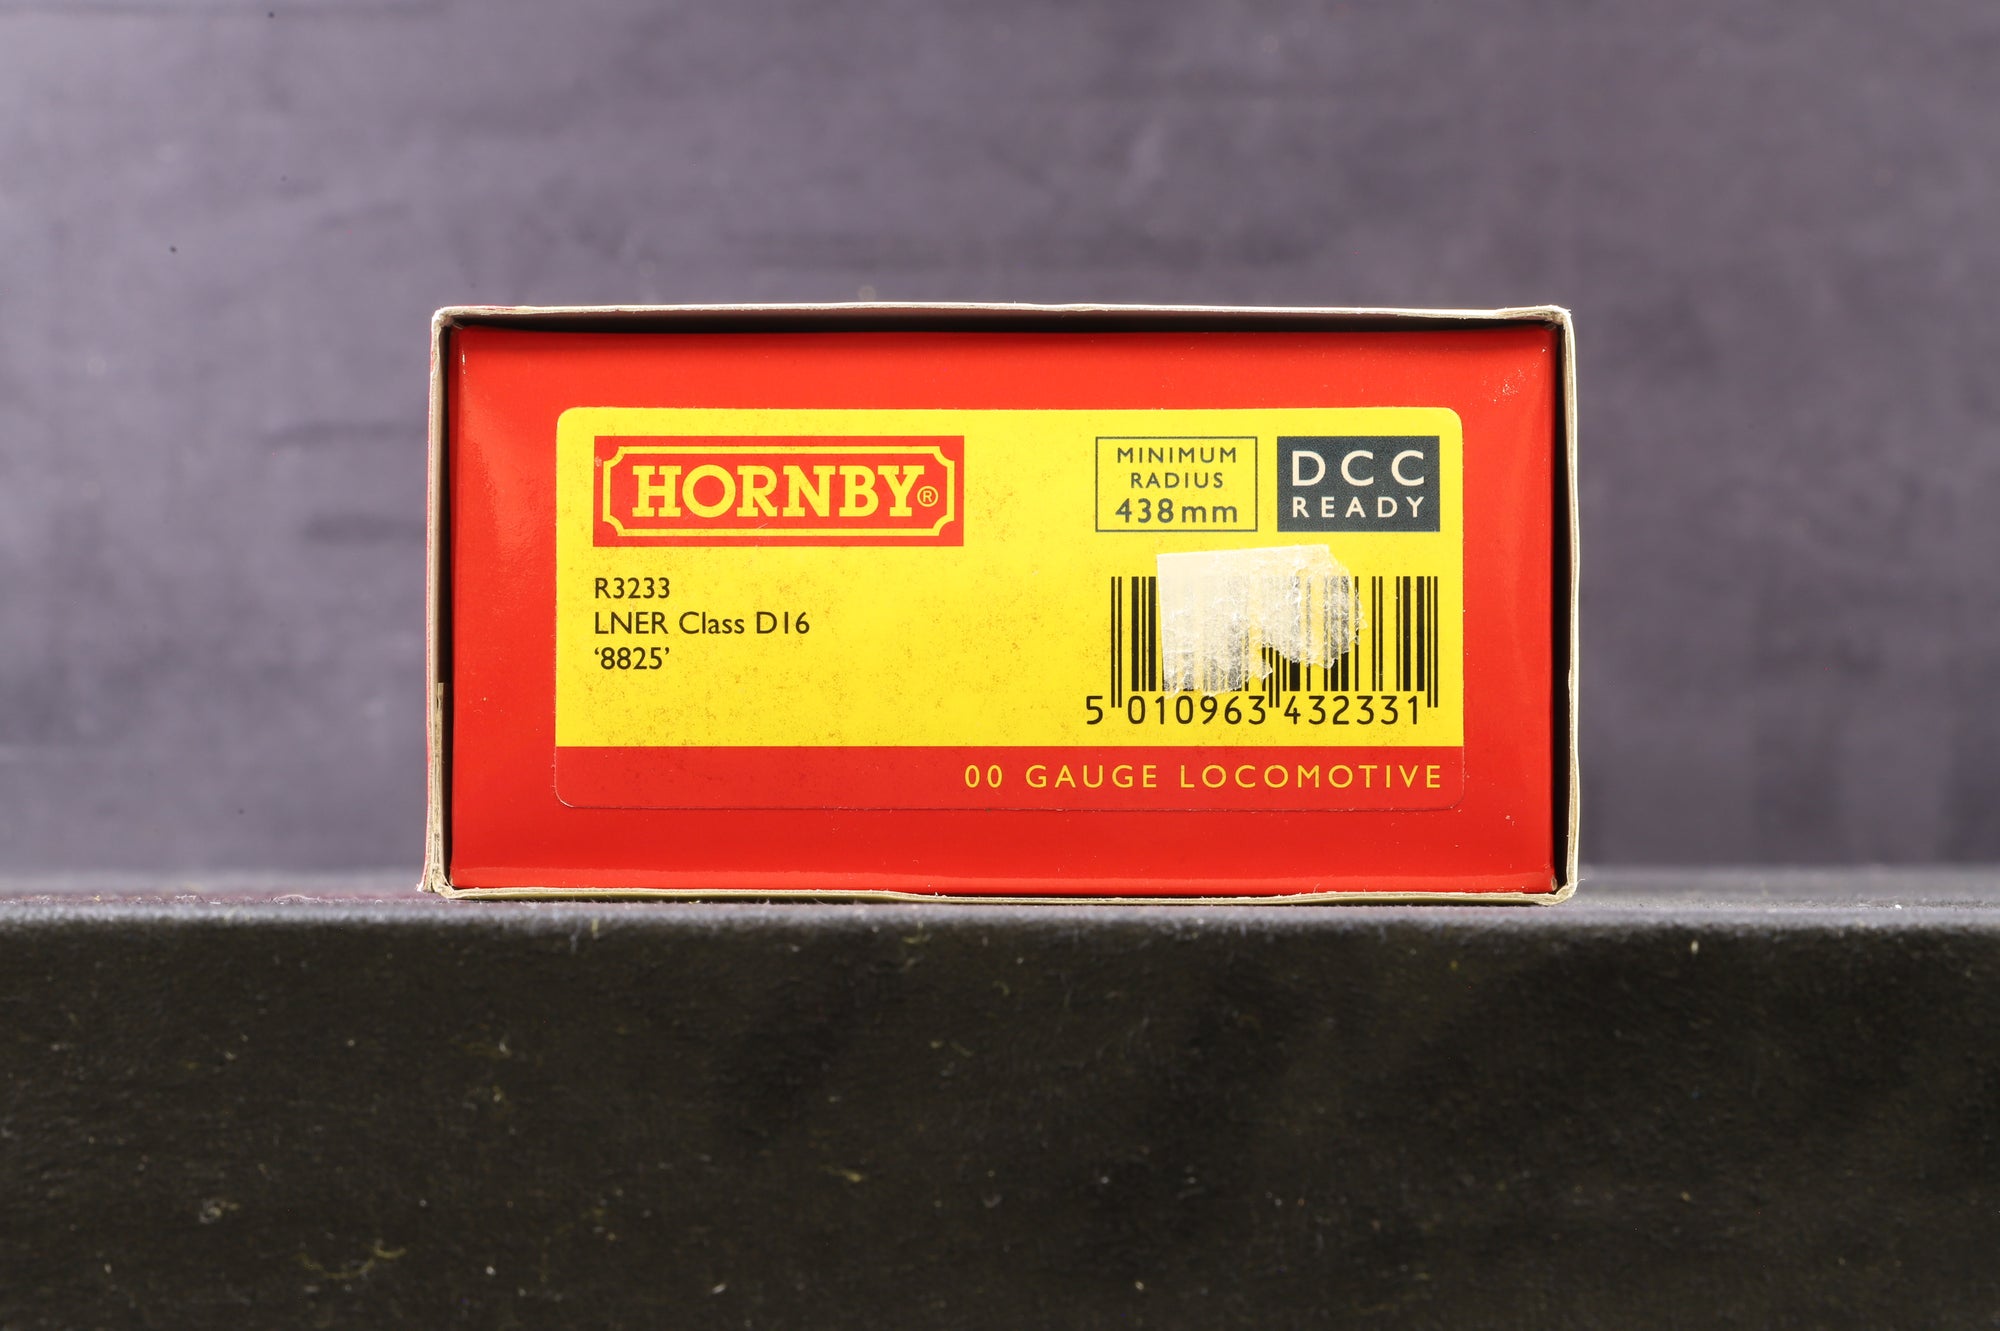 HORNBY®
MINIMUM
RADIUS
438mm
DCC
READY
R3233
LNER Class D16
‘8825’
5 010963 432331
00 GAUGE LOCOMOTIVE